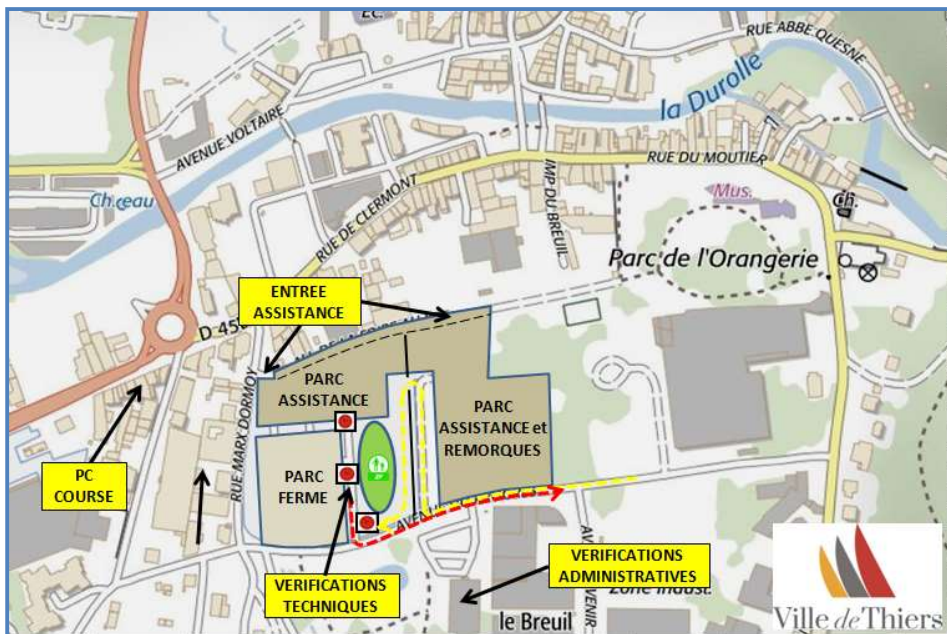 EC.
RUE ABBE QUESNE
la Durolle
AVENUE VOLTAIRE
RUE DU MOUTIER
Ch.
eau
Mus.
Ch.
RUE DE CLERMONT
IMP DU BREUIL
Parc de l'Orangerie
ENTREE
ASSISTANCE
D 45
PARC
ASSISTANCE
RUE MARX DORMOY
PARC
ASSISTANCE et
REMORQUES
PC
COURSE
PARC
FERME
VERIFICATIONS
TECHNIQUES
VERIFICATIONS
ADMINISTRATIVES
le Breuil
Ville de Thiers